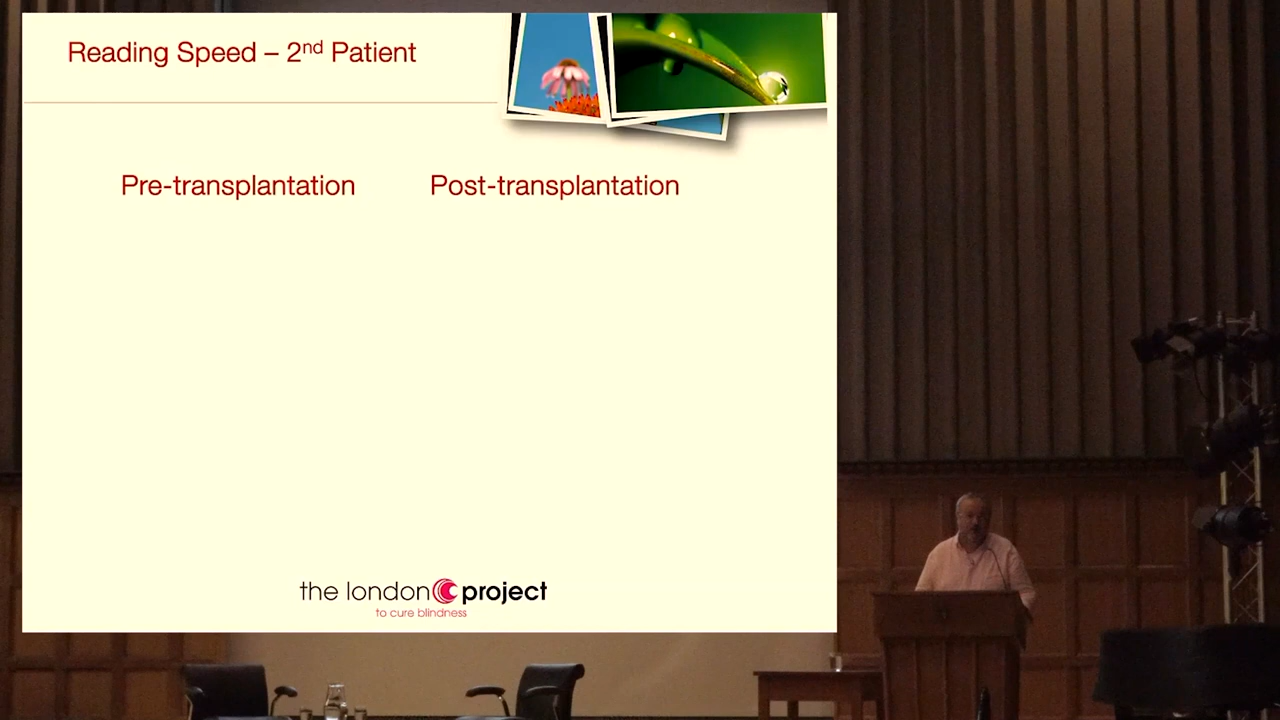 Reading Speed – 2nd Patient
Pre-transplantation Post-transplantation
the london project
to cure blindness